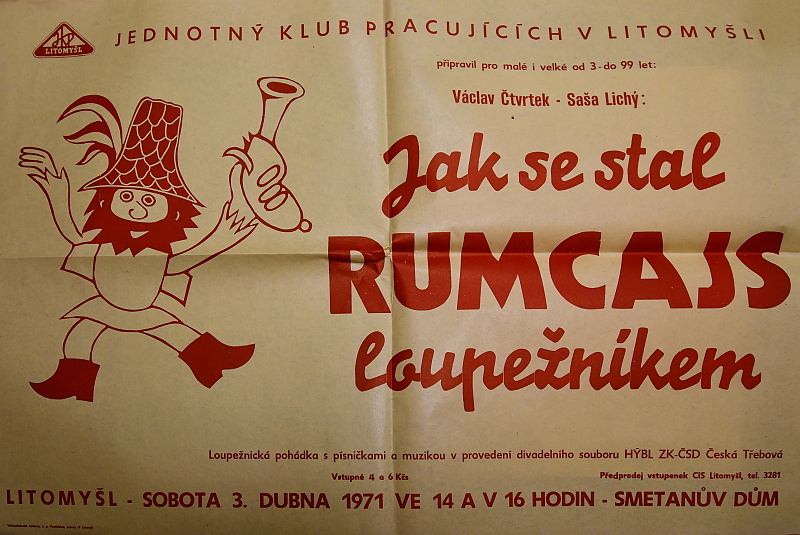 JKP
LITOMYŠL
JEDNOTNÝ KLUB PRACUJÍCÍCH V LITOMYŠLI
připravil pro malé i velké od 3-do 99 let:
Václav Čtvrtek - Saša Lichý:
Jak se stal
RUMCAJS
loupežníkem
Loupežnická pohádka s písničkami a muzikou v provedení divadelního souboru HÝBL ZK-ČSD Česká Třebová
Vstupné 4 a 6 Kčs
Předprodej vstupenek CIS Litomyšl, tel. 3281
LITOMYŠL - SOBOTA 3. DUBNA 1971 VE 14 A V 16 HODIN - SMETANŮV DŮM